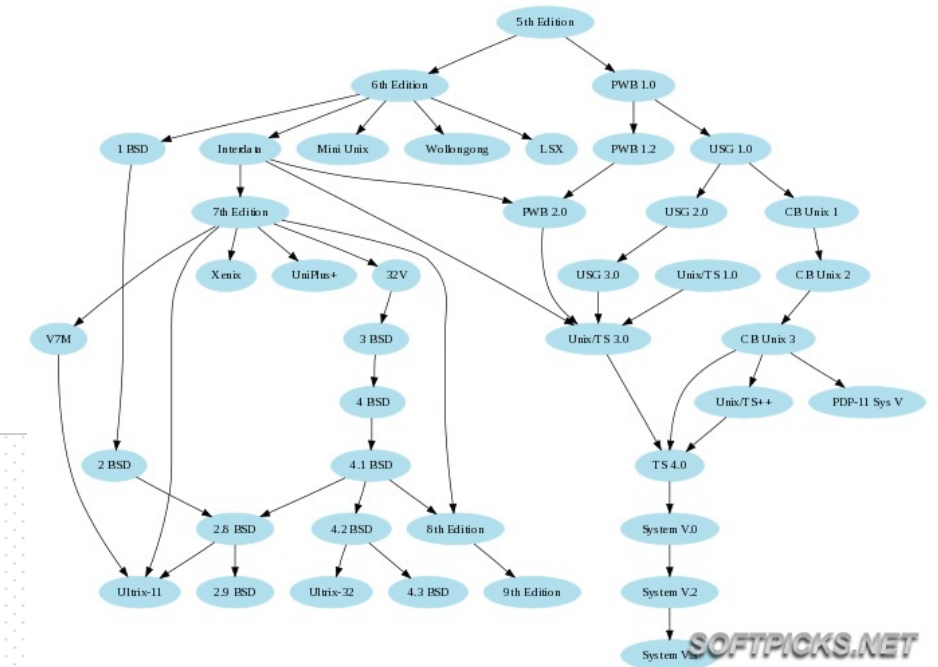 5th Edition
6th Edition
PWB 1.0
1 BSD
Interdata
Mini Unix
Wollongong
LSX
PWB 1.2
USG 1.0
7th Edition
PWB 2.0
USG 2.0
CB Unix 1
Xenix
UniPlus+
32V
USG 3.0
Unix/TS 1.0
CB Unix 2
V7M
3 BSD
Unix/TS 3.0
CB Unix 3
4 BSD
Unix/TS++
PDP-11 Sys V
2 BSD
4.1 BSD
TS 4.0
2.8 BSD
4.2 BSD
8th Edition
System V.0
Ultrix-11
2.9 BSD
Ultrix-32
4.3 BSD
9th Edition
System V.2
System
SOFTPICKS.NET